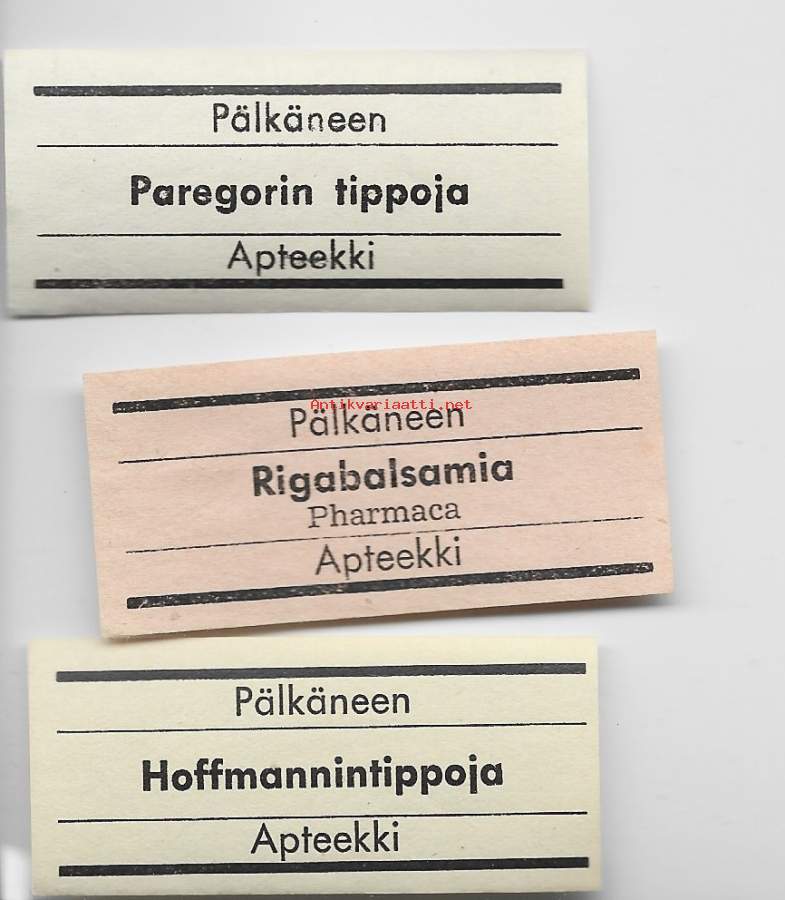 Pälkäneen
Paregorin tippoja
Apteekki
Antikvariaatti.net
Pälkäneen
Rigabalsamia
Pharmaca
Apteekki
Pälkäneen
Hoffmannintippoja
Apteekki